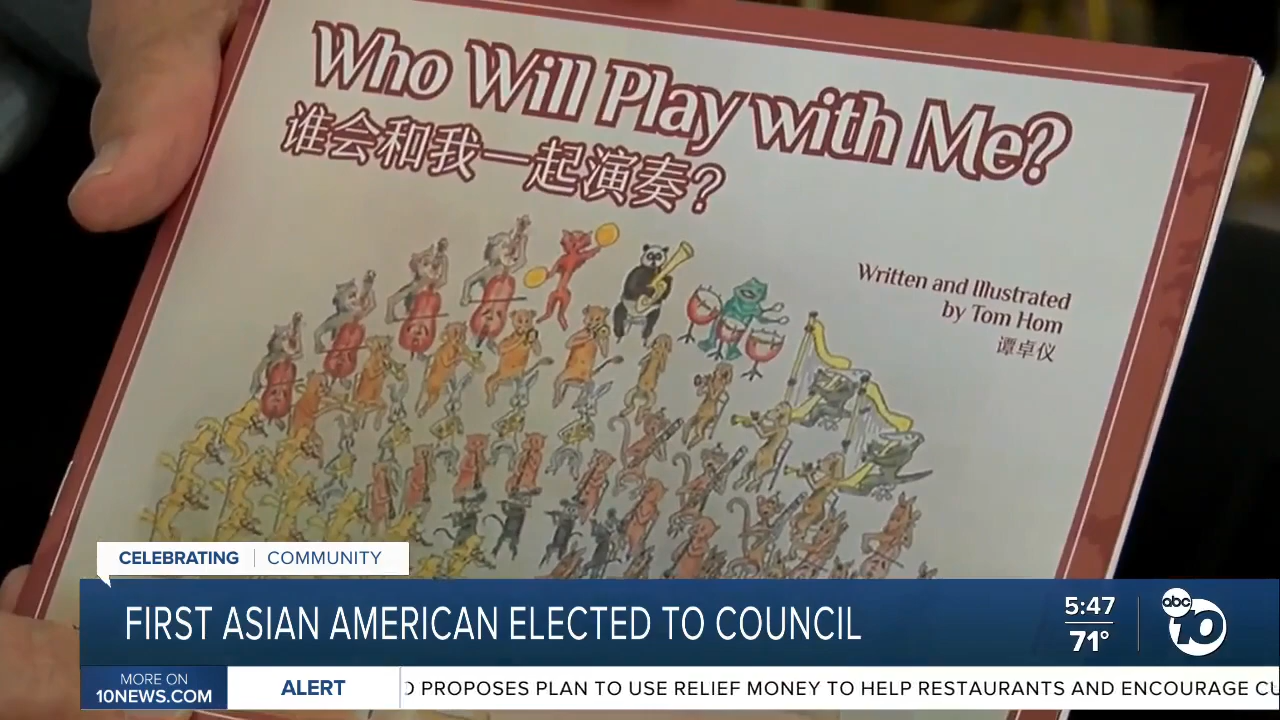 Who Will Play with Me?
谁会和我一起演奏?
Written and Illustrated
by Tom Hom
谭卓仪
CELEBRATING | COMMUNITY
FIRST ASIAN AMERICAN ELECTED TO COUNCIL
5:47
71°
abc
10
MORE ON
10NEWS.COM
ALERT
PROPOSES PLAN TO USE RELIEF MONEY TO HELP RESTAURANTS AND ENCOURAGE